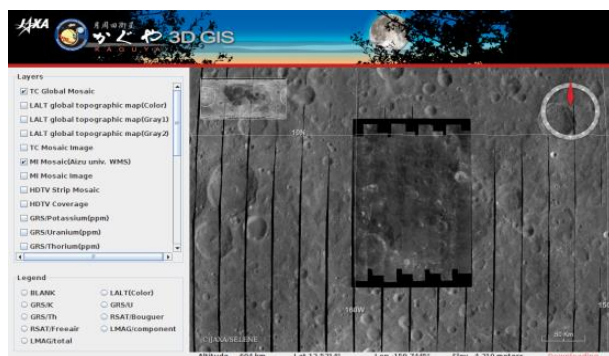 JAXA
月周回衛星
かぐや 3D GIS
KAGUYA
Layers
TC Global Mosaic
LALT global topographic map(Color)
LALT global topographic map(Gray1)
LALT global topographic map(Gray2)
TC Mosaic Image
MI Mosaic(Aizu univ. WMS)
MI Mosaic Image
HDTV Strip Mosaic
HDTV Coverage
GRS/Potassium(ppm)
GRS/Uranium(ppm)
GRS/Thorium(ppm)
Legend
BLANK
LALT(Color)
GRS/K
GRS/U
GRS/Th
RSAT/Bouguer
RSAT/Freeair
LMAG/component
LMAG/total
10N
160W
©JAXA/SELENE